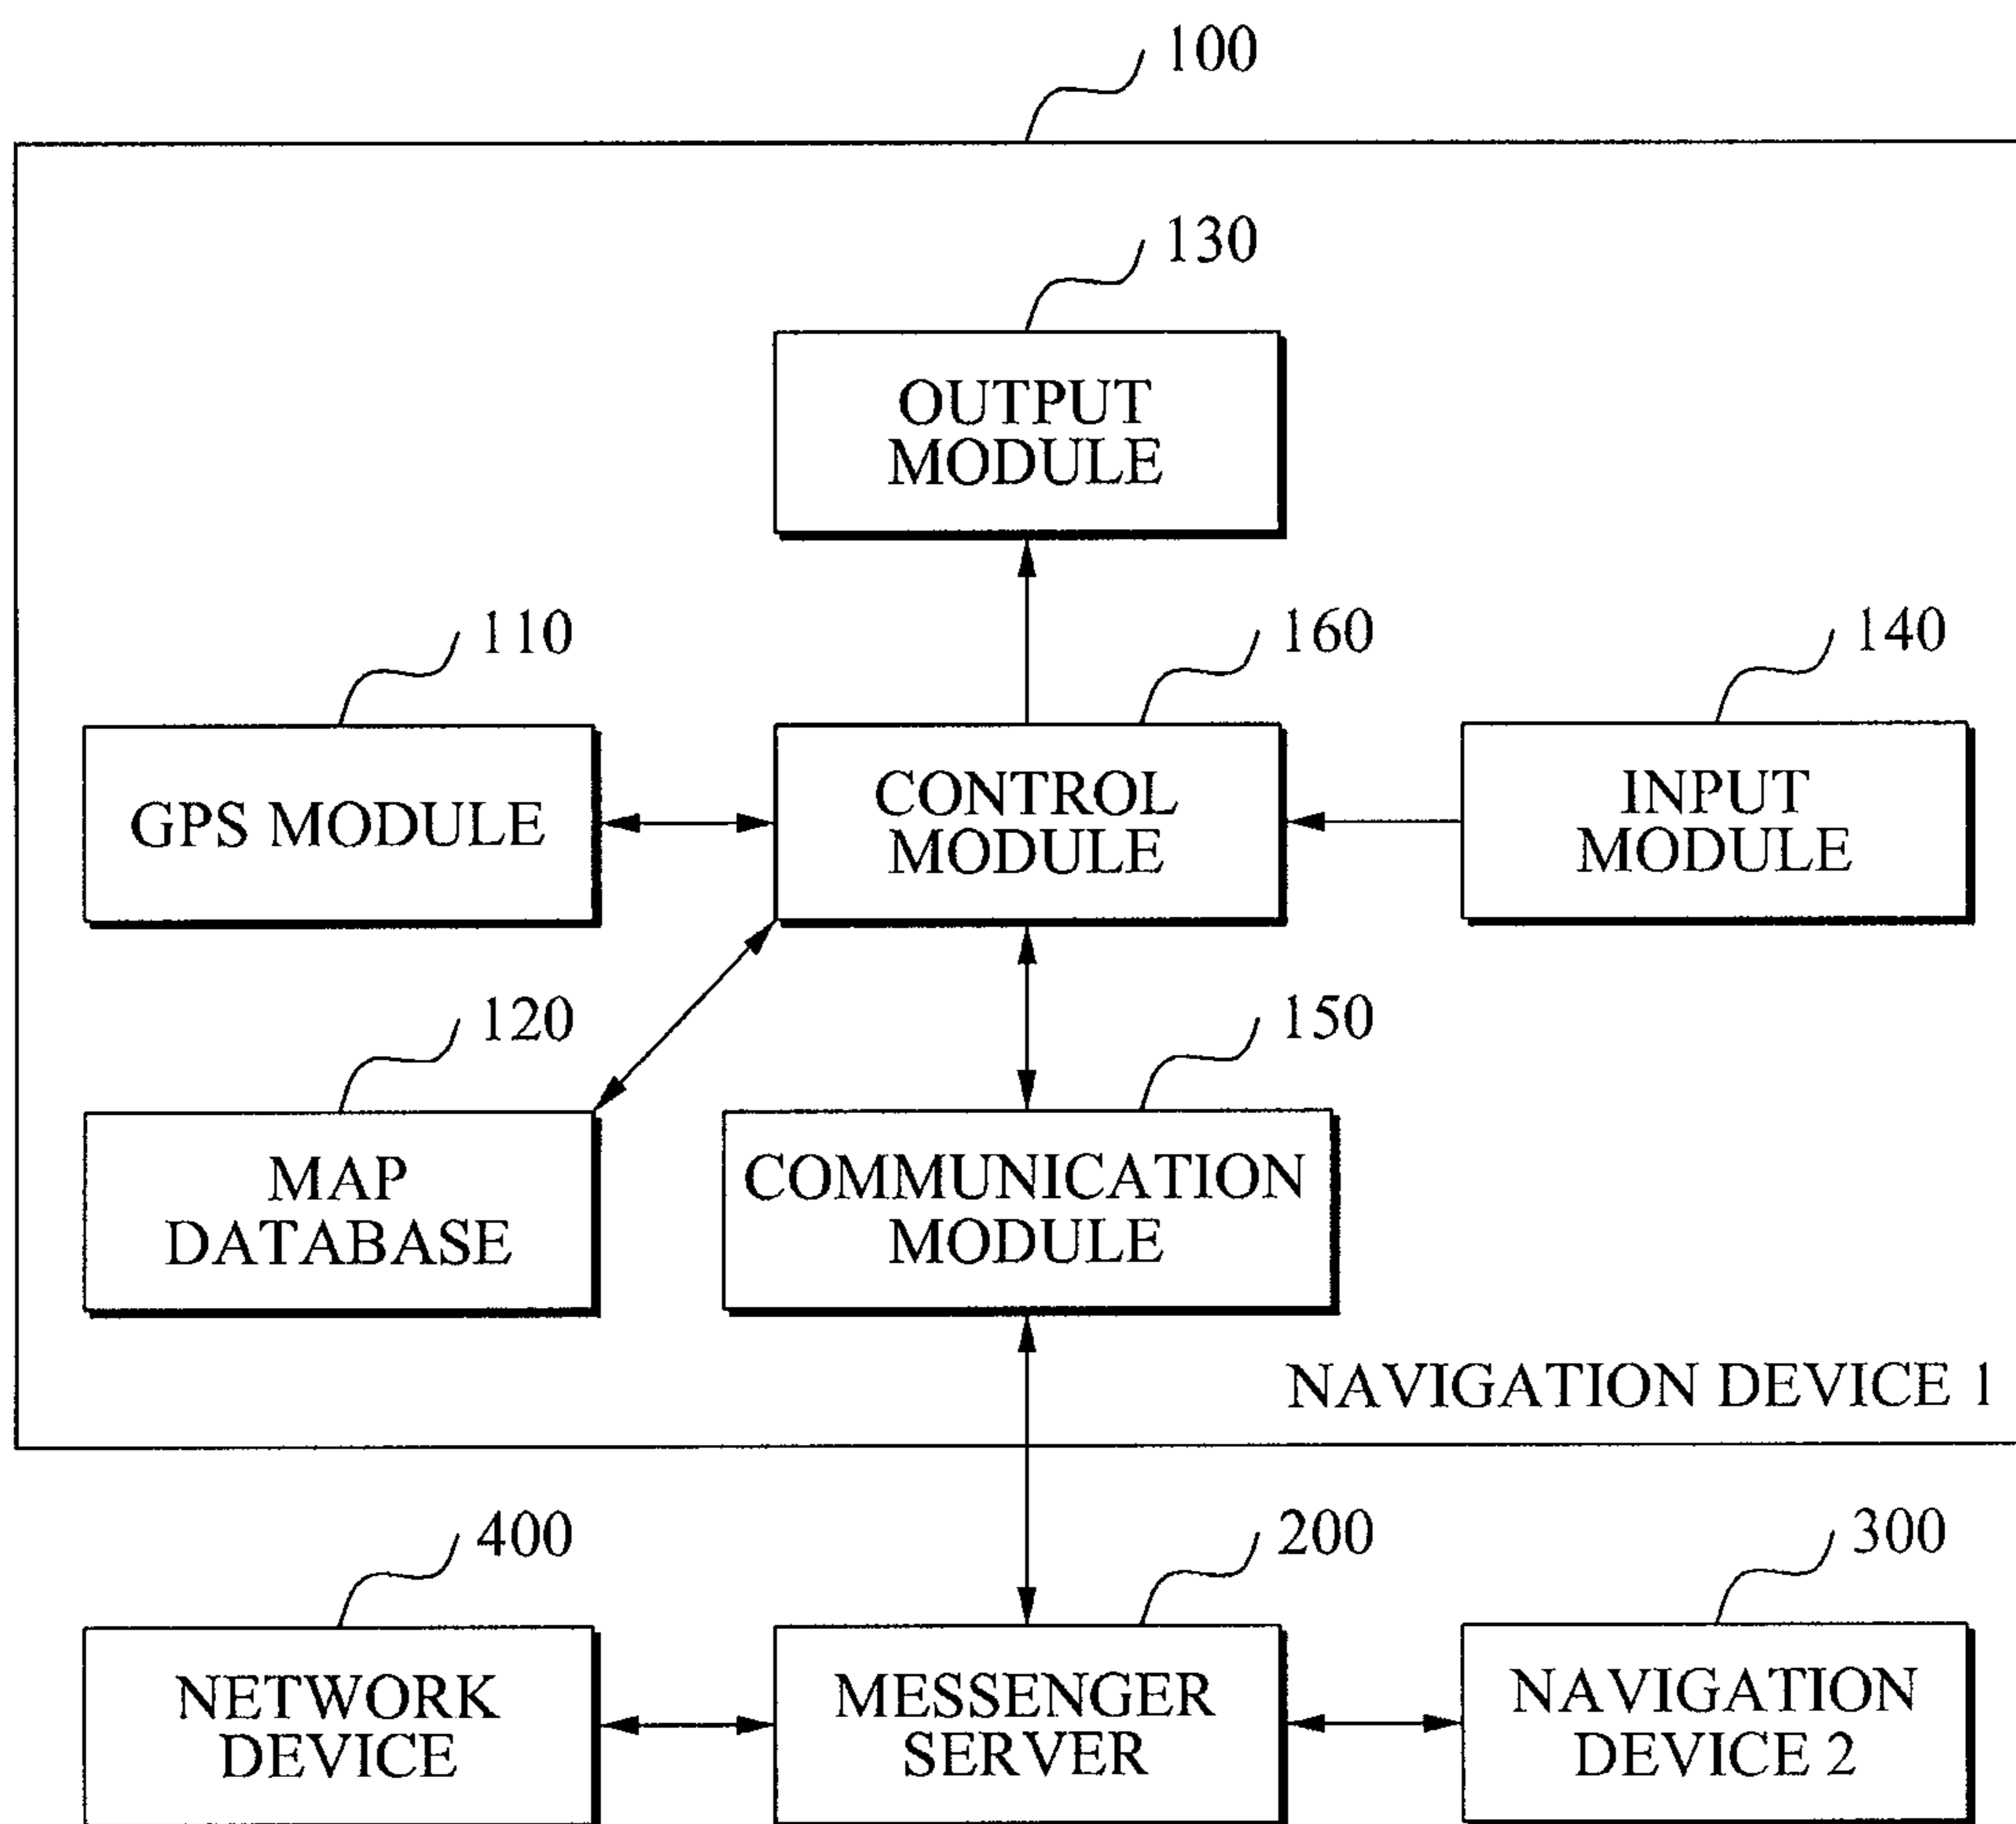 100
130
OUTPUT
MODULE
110
160
140
GPS MODULE
CONTROL
MODULE
INPUT
MODULE
120
150
MAP
DATABASE
COMMUNICATION
MODULE
NAVIGATION DEVICE 1
400
200
300
NETWORK
DEVICE
MESSENGER
SERVER
NAVIGATION
DEVICE 2